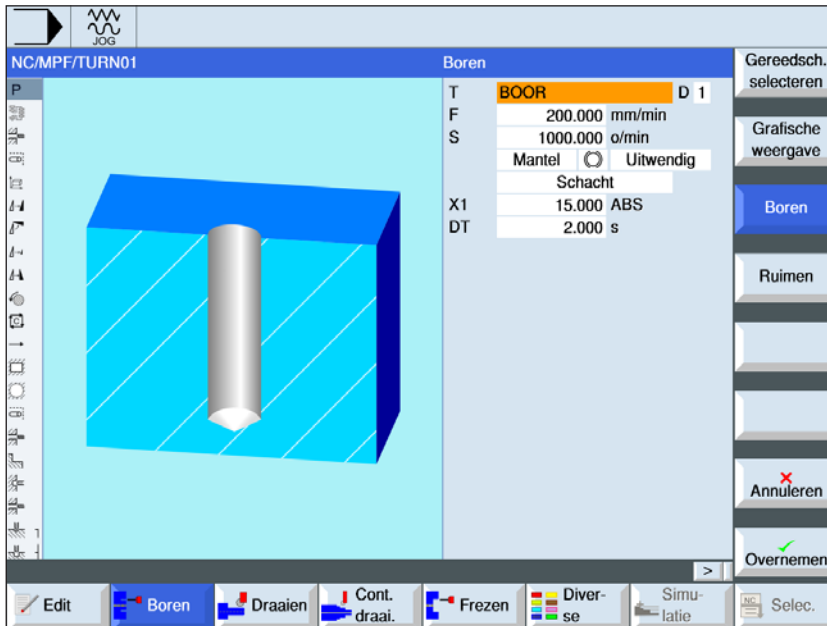 JOG
NC/MPF/TURN01
Boren
P
T BOOR D 1
F 200.000 mm/min
S 1000.000 o/min
Mantel Uitwendig
Schacht
X1 15.000 ABS
DT 2.000 s
Gereedsch.
selecteren
Grafische
weergave
Boren
Ruimen
Annuleren
Overnemen
>
Edit
Boren
Draaien
Cont.
draai.
Frezen
Diver-
se
Simu-
latie
NC
Selec.